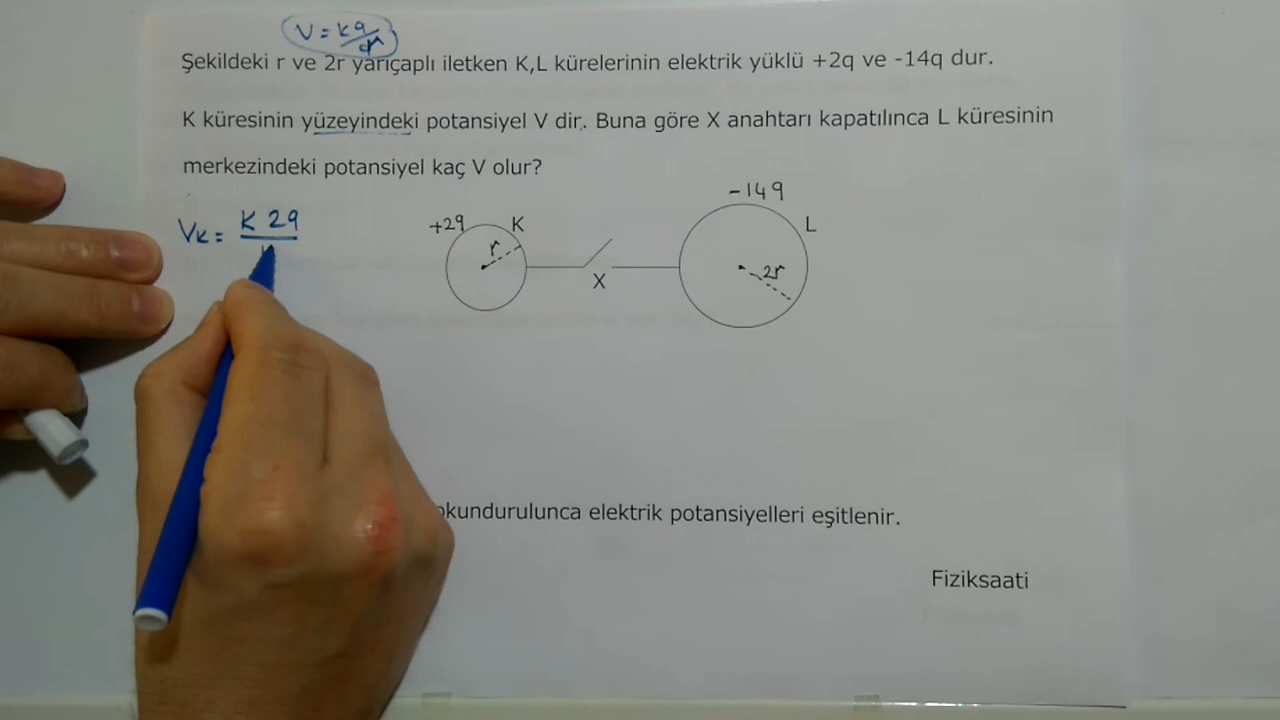 V = kq/d
Şekildeki r ve 2r yarıçaplı iletken K,L kürelerinin elektrik yüklü +2q ve -14q dur.
K küresinin yüzeyindeki potansiyel V dir. Buna göre X anahtarı kapatılınca L küresinin
merkezindeki potansiyel kaç V olur?
-14q
+2q K
L
VK = K 2q
r
2r
X
elektrik potansiyelleri eşitlenir.
Fiziksaati